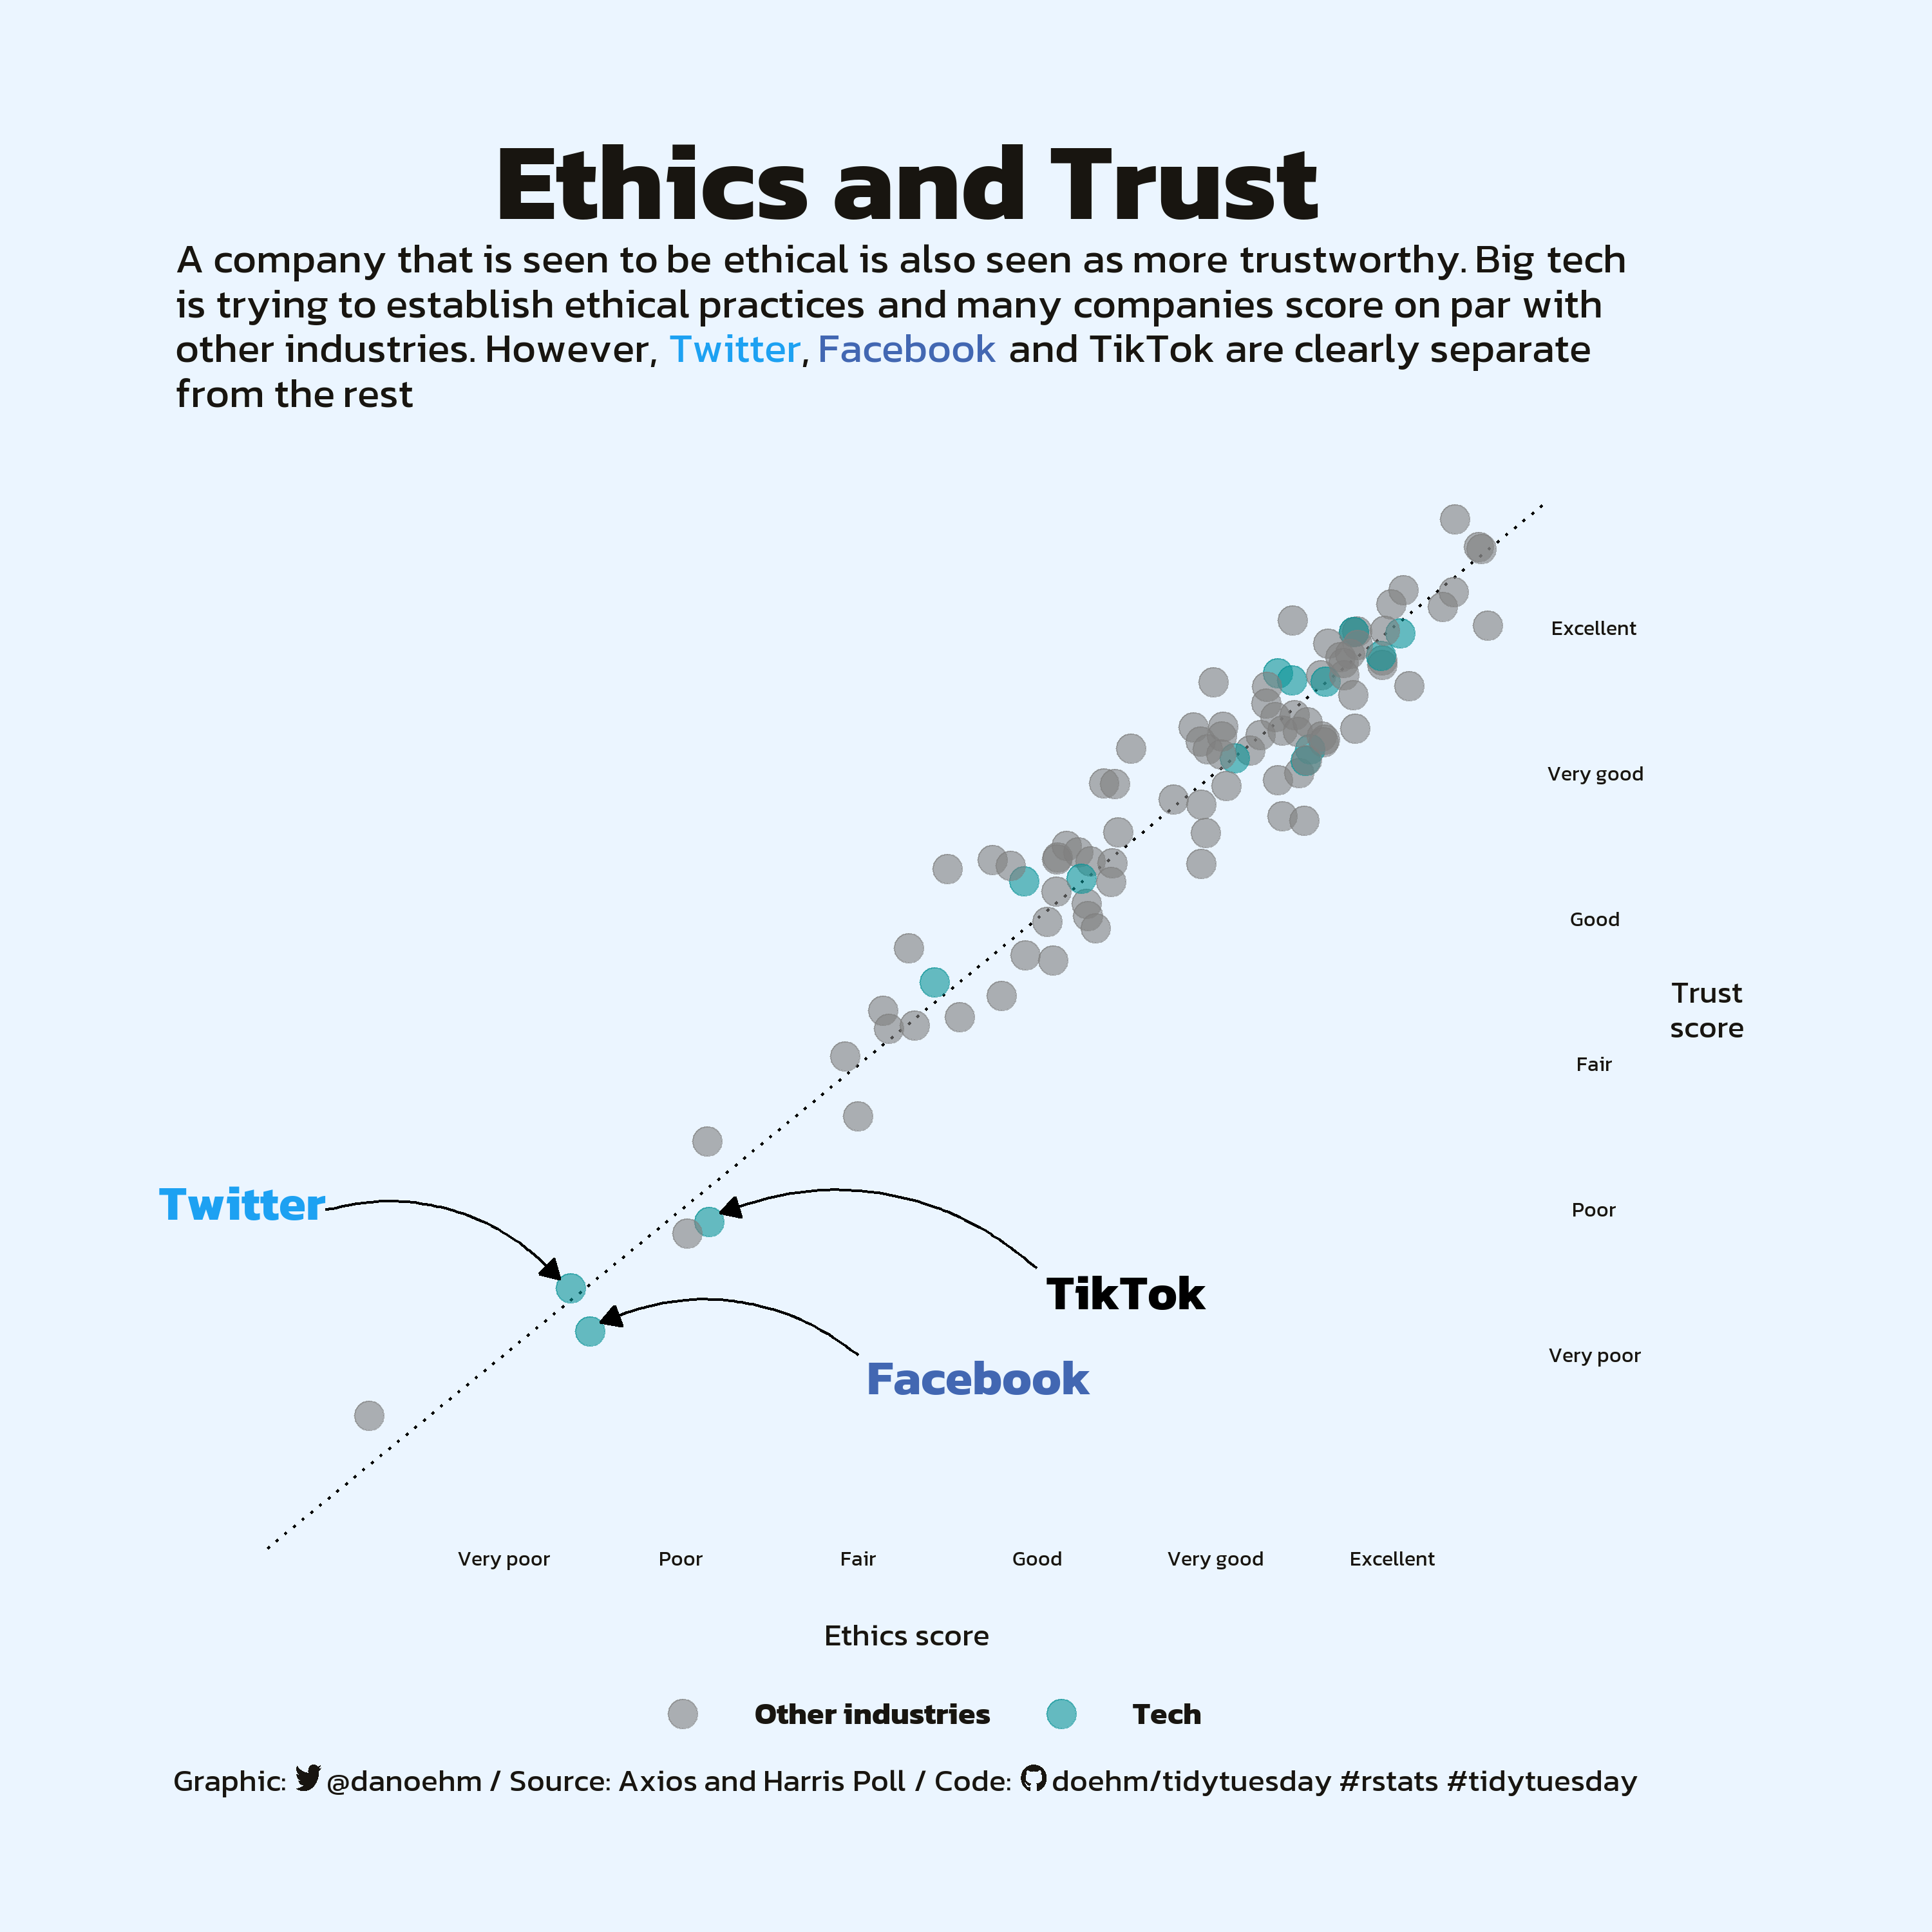 Ethics and Trust
A company that is seen to be ethical is also seen as more trustworthy. Big tech
is trying to establish ethical practices and many companies score on par with
other industries. However, Twitter, Facebook and TikTok are clearly separate
from the rest
Excellent
Very good
Good
Trust
score
Fair
Poor
Very poor
Twitter
TikTok
Facebook
Very poor Poor Fair Good Very good Excellent
Ethics score
Other industries Tech
Graphic: @danoehm / Source: Axios and Harris Poll / Code: doehm/tidytuesday #rstats #tidytuesday